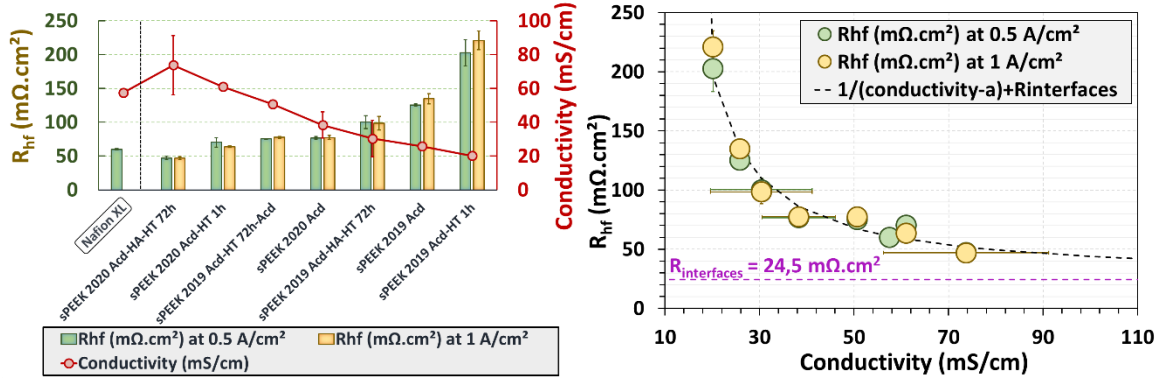 250
200
150
100
50
0
R_hf (mΩ.cm²)
100
80
60
40
20
0
Conductivity (mS/cm)
Nafion XL
sPEEK 2020 Acd-HA-HT 72h
sPEEK 2020 Acd-HT 1h
sPEEK 2019 Acd-HT 72h-Acd
sPEEK 2020 Acd
sPEEK 2019 Acd-HA-HT 72h
sPEEK 2019 Acd
sPEEK 2019 Acd-HT 1h
Rhf (mΩ.cm²) at 0.5 A/cm²
Rhf (mΩ.cm²) at 1 A/cm²
Conductivity (mS/cm)
250
200
150
100
50
0
R_hf (mΩ.cm²)
Rhf (mΩ.cm²) at 0.5 A/cm²
Rhf (mΩ.cm²) at 1 A/cm²
1/(conductivity-a)+Rinterfaces
R_interfaces = 24,5 mΩ.cm²
10 30 50 70 90 110
Conductivity (mS/cm)